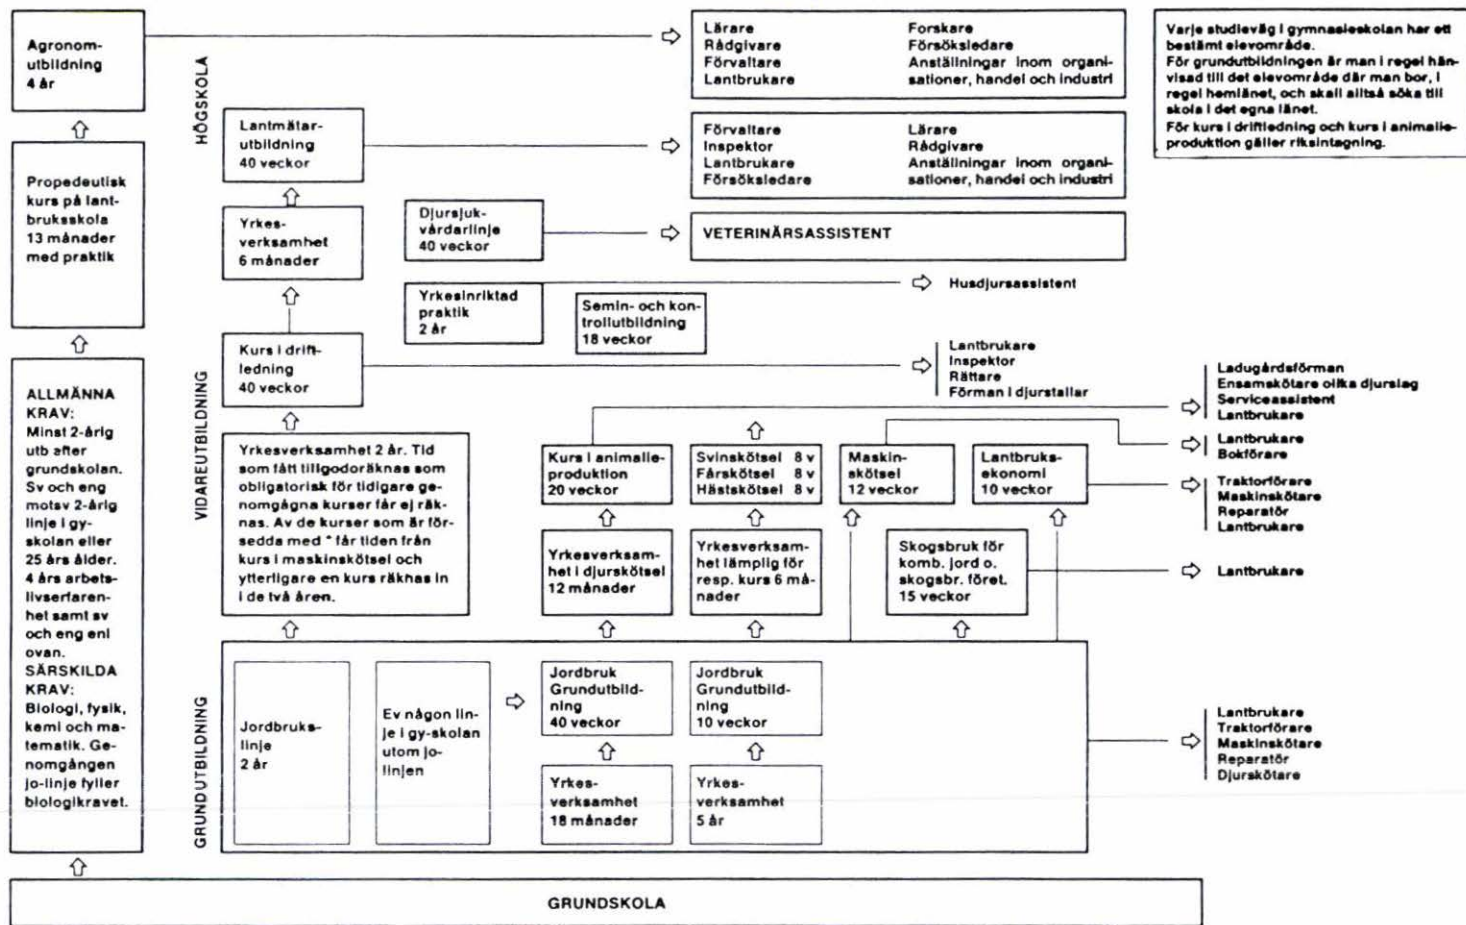 Agronom-
utbildning
4 år
Propedeutisk
kurs på lant-
bruksskola
13 månader
med praktik
ALLMÄNNA
KRAV:
Minst 2-årig
utb efter
grundskolan.
Sv och eng
motsv 2-årig
linje i gy-
skolan eller
25 års ålder.
4 års arbets-
livserfaren-
het samt sv
och eng enl
ovan.
SÄRSKILDA
KRAV:
Biologi, fysik,
kemi och ma-
tematik. Ge-
nomgången
jo-linje fyller
biologikravet.
HÖGSKOLA
VIDAREUTBILDNING
GRUNDUTBILDNING
Lantmätar-
utbildning
40 veckor
Yrkes-
verksamhet
6 månader
Kurs i drift-
ledning
40 veckor
Yrkesverksamhet 2 år. Tid
som fått tillgodoräknas som
obligatorisk för tidigare ge-
nomgågna kurser får ej räk-
nas. Av de kurser som är för-
sedda med * får tiden från
kurs i maskinskötsel och
ytterligare en kurs räknas in
i de två åren.
Djursjuk-
vårdarlinje
40 veckor
Yrkesinriktad
praktik
2 år
Semin- och kon-
trollutbildning
18 veckor
Lärare Forskare
Rådgivare Försöksledare
Förvaltare Anställningar inom organi-
Lantbrukare sationer, handel och industri
Förvaltare Lärare
Inspektor Rådgivare
Lantbrukare Anställningar inom organi-
Försöksledare sationer, handel och industri
VETERINÄRSASSISTENT
Husdjursassistent
Lantbrukare
Inspektor
Rättare
Förman i djurstallar
Varje studieväg i gymnasieskolan har ett
bestämt elevområde.
För grundutbildningen är man i regel hän-
visad till det elevområde där man bor, i
regel hemlänet, och skall alltså söka till
skola i det egna länet.
För kurs i driftledning och kurs i animalie-
produktion gäller riksintagning.
Ladugårdsförman
Ensamskötare olika djurslag
Serviceassistent
Lantbrukare
Lantbrukare
Bokförare
Traktorförare
Maskinskötare
Reparatör
Lantbrukare
Lantbrukare
Kurs i animalie-
produktion
20 veckor
Svinskötsel 8 v
Fårskötsel 8 v
Hästskötsel 8 v
Maskin-
skötsel
12 veckor
Lantbruks-
ekonomi
10 veckor
Yrkesverksam-
het i djurskötsel
12 månader
Yrkesverksam-
het lämplig för
resp. kurs 6 må-
nader
Skogsbruk för
komb. jord o.
skogsbr. föret.
15 veckor
Jordbruks-
linje
2 år
Ev någon lin-
je i gy-skolan
utom jo-
linjen
Jordbruk
Grundutbild-
ning
40 veckor
Jordbruk
Grundutbild-
ning
10 veckor
Yrkes-
verksamhet
18 månader
Yrkes-
verksamhet
5 år
Lantbrukare
Traktorförare
Maskinskötare
Reparatör
Djurskötare
GRUNDSKOLA